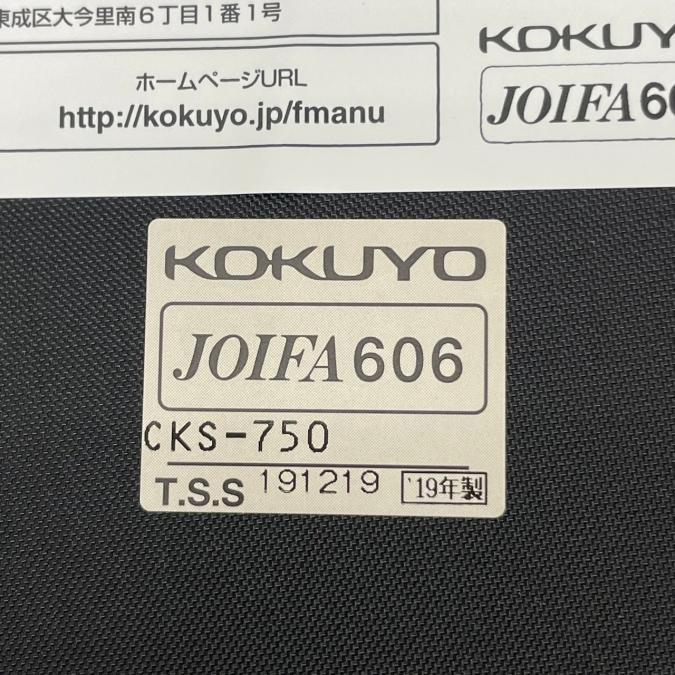 東成区大今里南6丁目1番1号
ホームページURL
http://kokuyo.jp/fmanu
KOKUY
JOIFA 60
KOKUYO
JOIFA 606
CKS-750
T.S.S 191219 '19年製